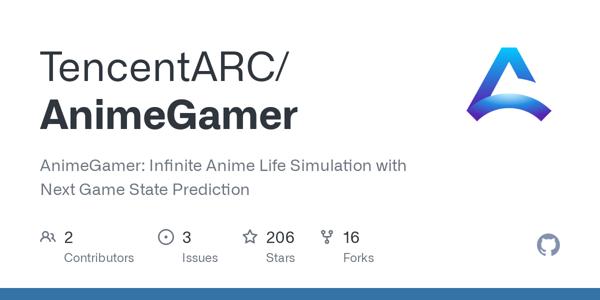 TencentARC/
AnimeGamer
AnimeGamer: Infinite Anime Life Simulation with
Next Game State Prediction
2 3 206 16
Contributors Issues Stars Forks